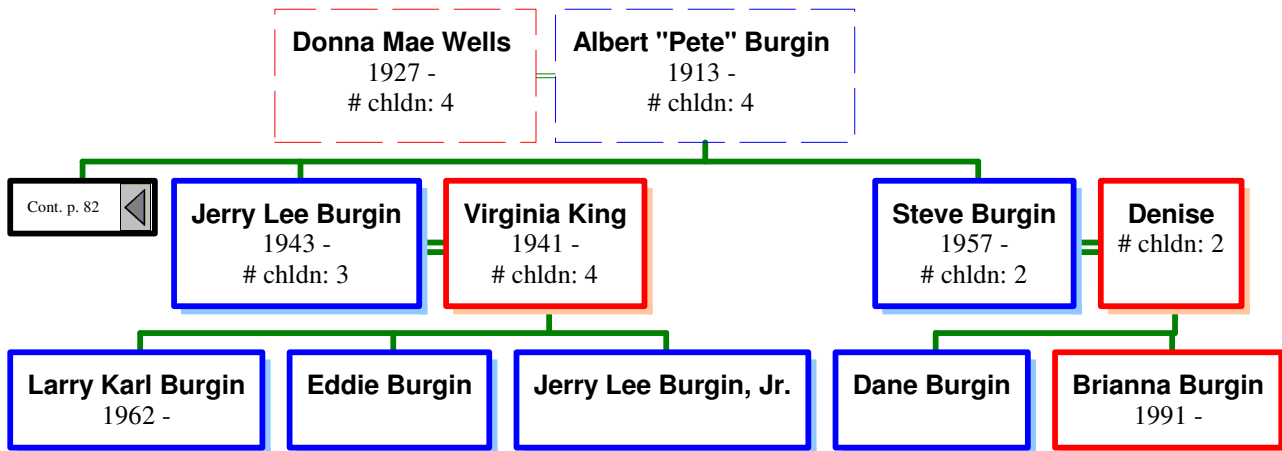 Donna Mae Wells
1927 -
# chldn: 4
Albert "Pete" Burgin
1913 -
# chldn: 4
Cont. p. 82
Jerry Lee Burgin
1943 -
# chldn: 3
Virginia King
1941 -
# chldn: 4
Steve Burgin
1957 -
# chldn: 2
Denise
# chldn: 2
Larry Karl Burgin
1962 -
Eddie Burgin
Jerry Lee Burgin, Jr.
Dane Burgin
Brianna Burgin
1991 -